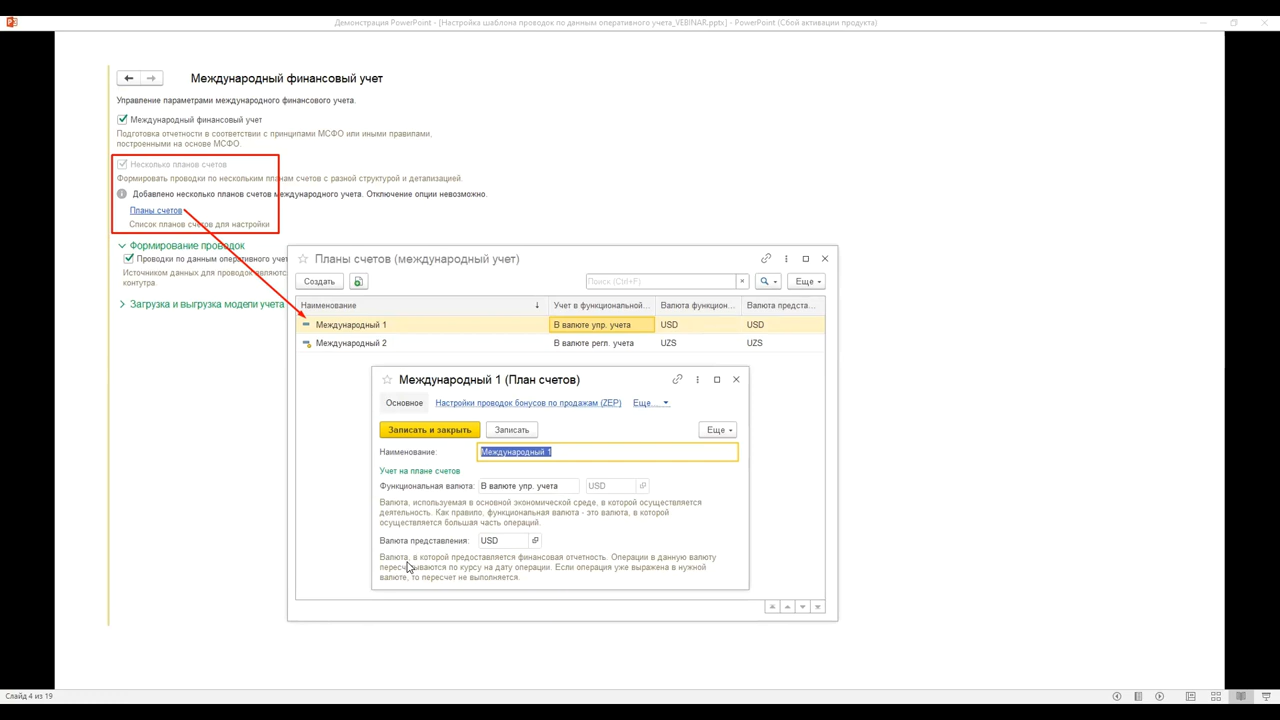 Демонстрация PowerPoint - [Настройка шаблона проводок по данным оперативного учета_VEBINAR.pptx] - PowerPoint (Сбой активации продукта)
Международный финансовый учет
Управление параметрами международного финансового учета.
Международный финансовый учет
Подготовка отчетности в соответствии с принципами МСФО или иными правилами,
построенными на основе МСФО.
Несколько планов счетов
Формировать проводки по нескольким планам счетов с разной структурой и детализацией.
Добавлено несколько планов счетов международного учета. Отключение опции невозможно.
Планы счетов
Список планов счетов для настройки
Формирование проводок
Проводки по данным оперативного учет
Источником данных для проводок являютс
контура.
Загрузка и выгрузка модели учета
Планы счетов (международный учет)
Создать
Поиск (Ctrl+F)
Еще
Наименование
Учет в функциональной...
Валюта функцион...
Валюта предста...
Международный 1
В валюте упр. учета
USD
USD
Международный 2
В валюте регл. учета
UZS
UZS
Международный 1 (План счетов)
Основное
Настройки проводок бонусов по продажам (ZEP)
Еще...
Записать и закрыть
Записать
Еще
Наименование:
Международный 1
Учет на плане счетов
Функциональная валюта:
В валюте упр. учета
USD
Валюта, используемая в основной экономической среде, в которой осуществляется
деятельность. Как правило, функциональная валюта - это валюта, в которой
осуществляется большая часть операций.
Валюта представления:
USD
Валюта, в которой предоставляется финансовая отчетность. Операции в данную валюту
пересчитываются по курсу на дату операции. Если операция уже выражена в нужной
валюте, то пересчет не выполняется.
Слайд 4 из 19